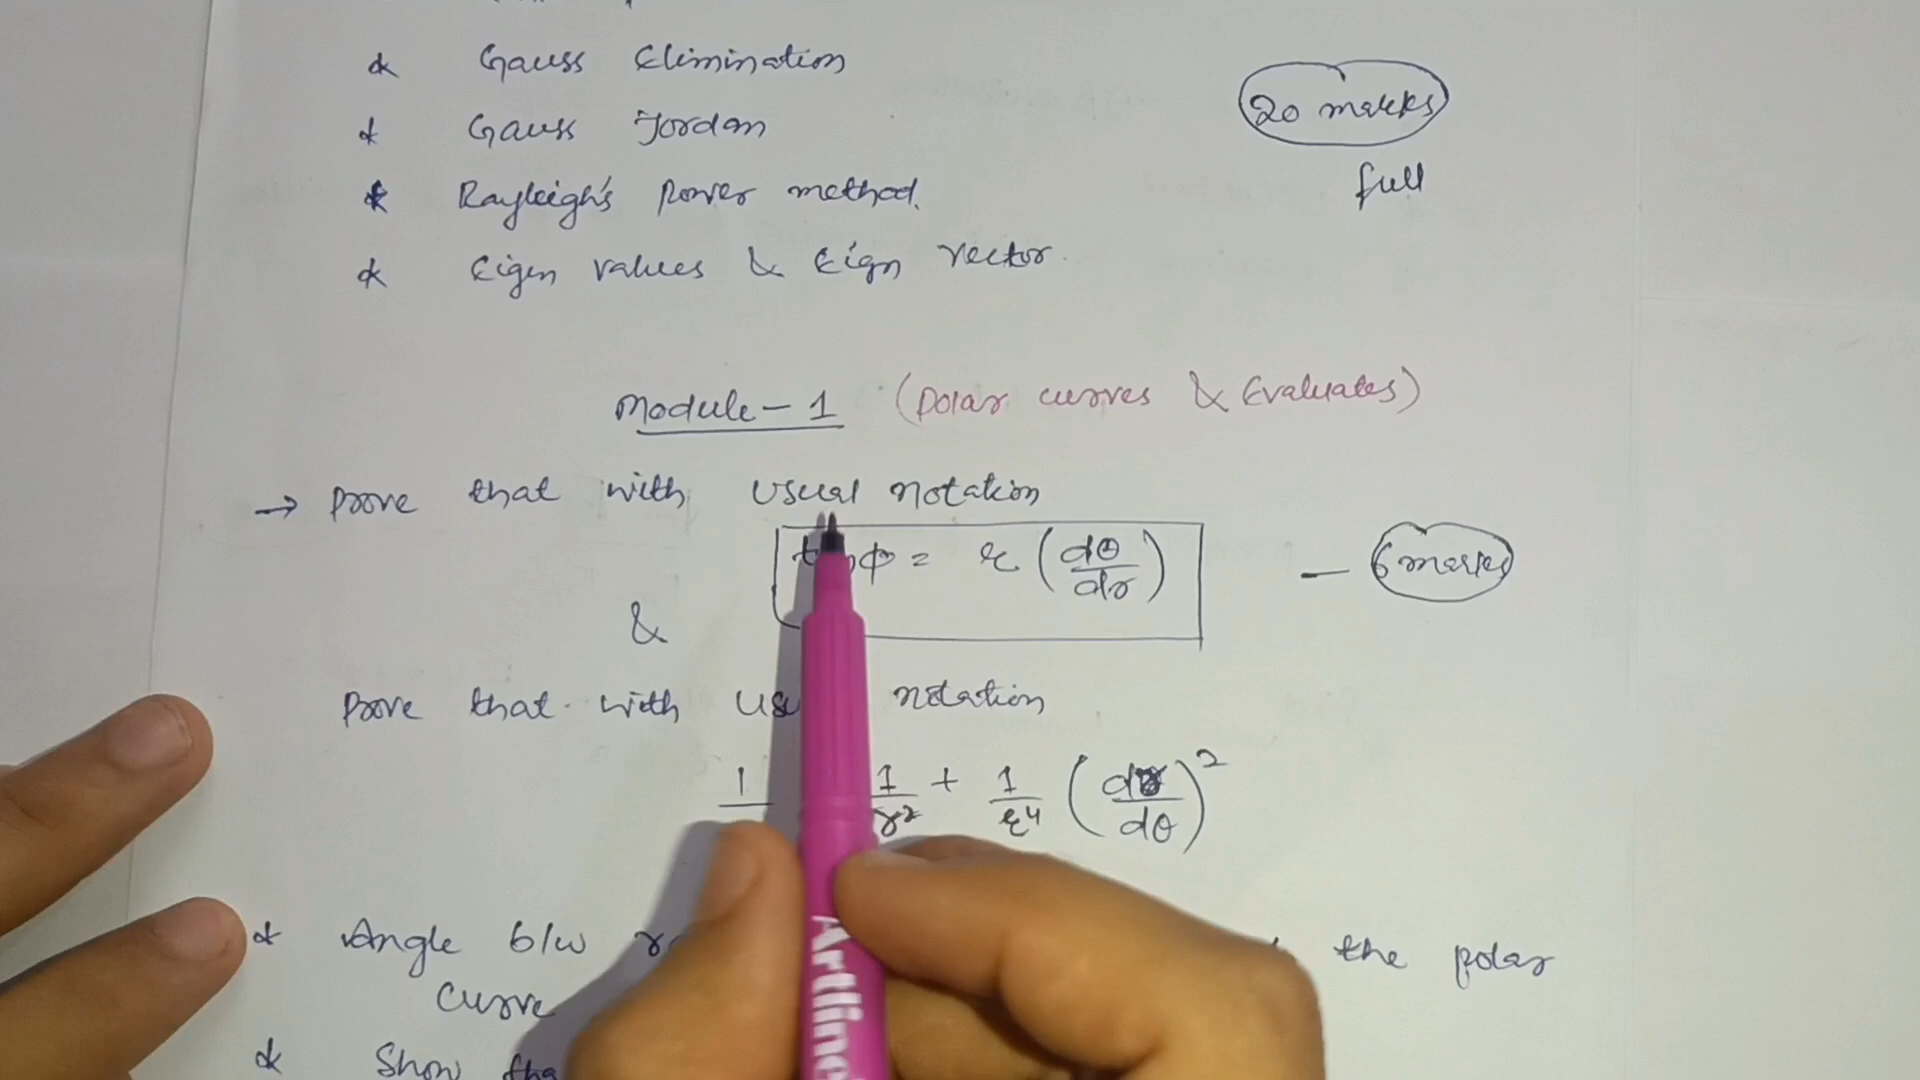 * Gauss Elimination
20 marks
* Gauss Jordan
full
* Rayleigh's Power method.
* Eigen values & Eign vector.
Module-1 (Polar curves & Evaluates)
→ Prove that with usual notation
ϕ = r (dθ/dr) — 6 marks
&
Prove that with notation
1 1/r² + 1/r⁴ (dr/dθ)²
* Angle b/w the polar
curve
* Show
Artline